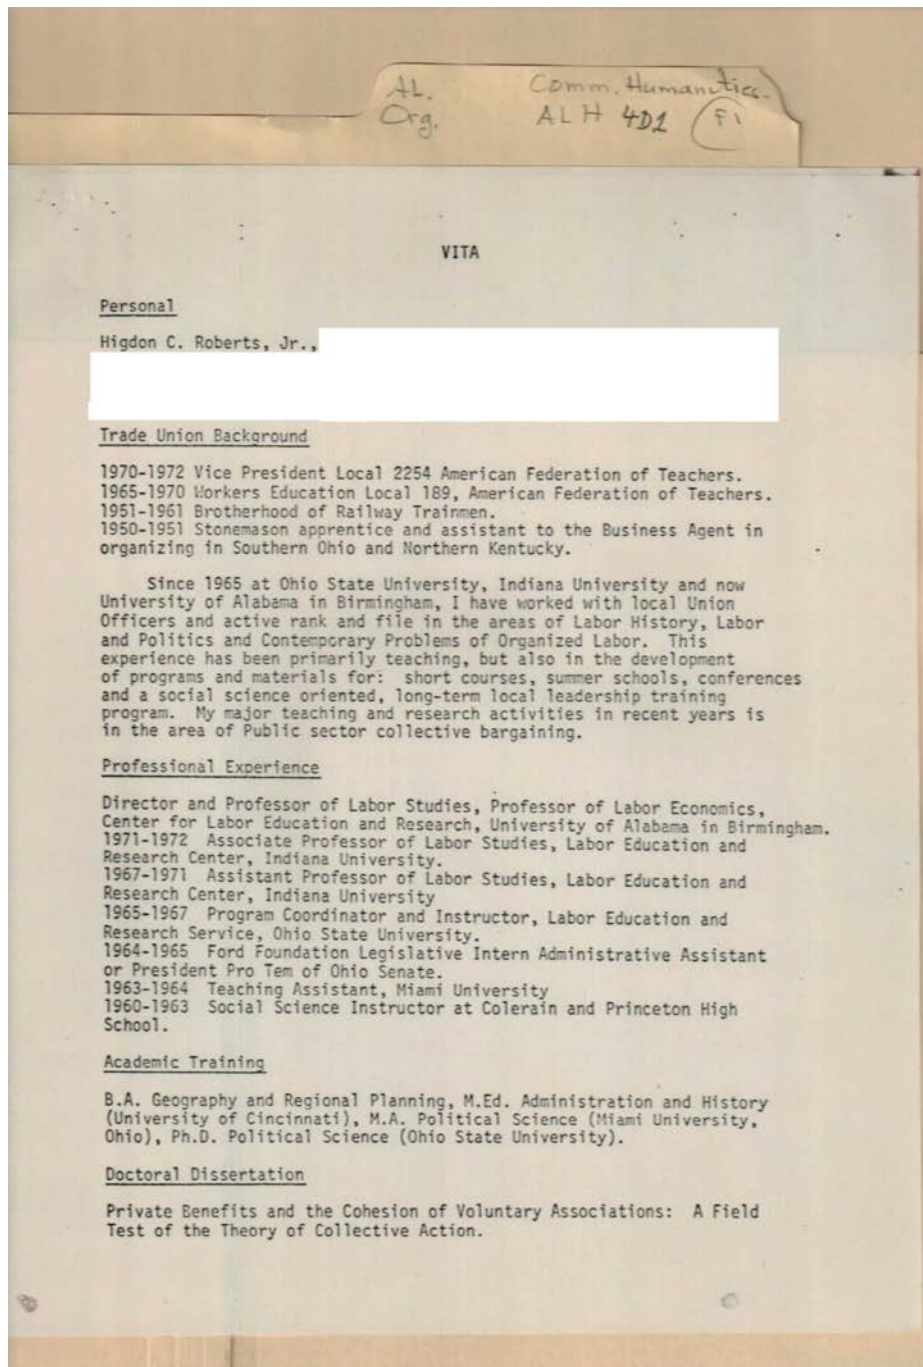 AL.
Org.
Comm. Humanities.
ALH 4D1 F1
VITA
Personal
Higdon C. Roberts, Jr.,
Trade Union Background
1970-1972 Vice President Local 2254 American Federation of Teachers.
1965-1970 Workers Education Local 189, American Federation of Teachers.
1951-1961 Brotherhood of Railway Trainmen.
1950-1951 Stonemason apprentice and assistant to the Business Agent in
organizing in Southern Ohio and Northern Kentucky.
Since 1965 at Ohio State University, Indiana University and now
University of Alabama in Birmingham, I have worked with local Union
Officers and active rank and file in the areas of Labor History, Labor
and Politics and Contemporary Problems of Organized Labor. This
experience has been primarily teaching, but also in the development
of programs and materials for: short courses, summer schools, conferences
and a social science oriented, long-term local leadership training
program. My major teaching and research activities in recent years is
in the area of Public sector collective bargaining.
Professional Experience
Director and Professor of Labor Studies, Professor of Labor Economics,
Center for Labor Education and Research, University of Alabama in Birmingham.
1971-1972 Associate Professor of Labor Studies, Labor Education and
Research Center, Indiana University.
1967-1971 Assistant Professor of Labor Studies, Labor Education and
Research Center, Indiana University
1965-1967 Program Coordinator and Instructor, Labor Education and
Research Service, Ohio State University.
1964-1965 Ford Foundation Legislative Intern Administrative Assistant
or President Pro Tem of Ohio Senate.
1963-1964 Teaching Assistant, Miami University
1960-1963 Social Science Instructor at Colerain and Princeton High
School.
Academic Training
B.A. Geography and Regional Planning, M.Ed. Administration and History
(University of Cincinnati), M.A. Political Science (Miami University,
Ohio), Ph.D. Political Science (Ohio State University).
Doctoral Dissertation
Private Benefits and the Cohesion of Voluntary Associations: A Field
Test of the Theory of Collective Action.